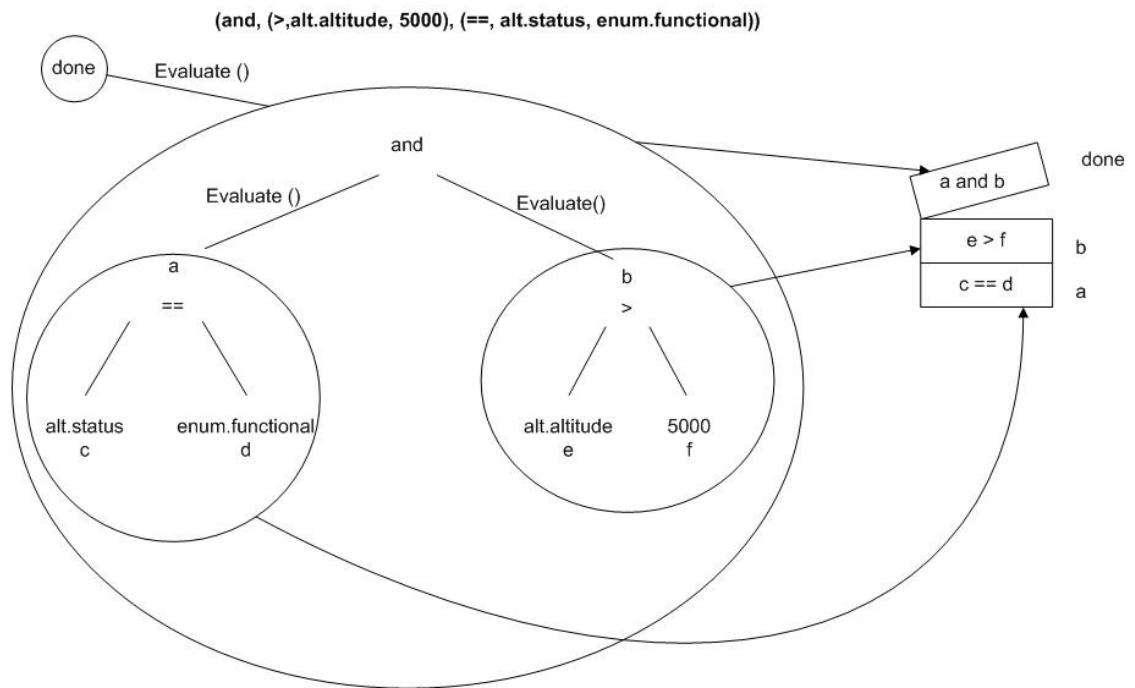 (and, (>,alt.altitude, 5000), (==, alt.status, enum.functional))
done
Evaluate ()
and
Evaluate ()
Evaluate()
a
==
alt.status
c
enum.functional
d
b
>
alt.altitude
e
5000
f
a and b
done
e > f
b
c == d
a